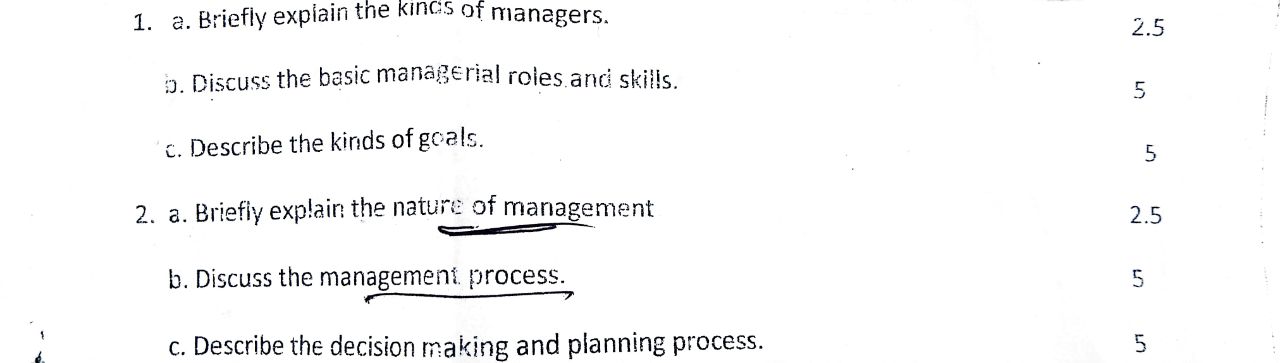 1. a. Briefly explain the kinds of managers. 2.5
b. Discuss the basic managerial roles and skills. 5
c. Describe the kinds of goals. 5
2. a. Briefly explain the nature of management 2.5
b. Discuss the management process. 5
c. Describe the decision making and planning process. 5